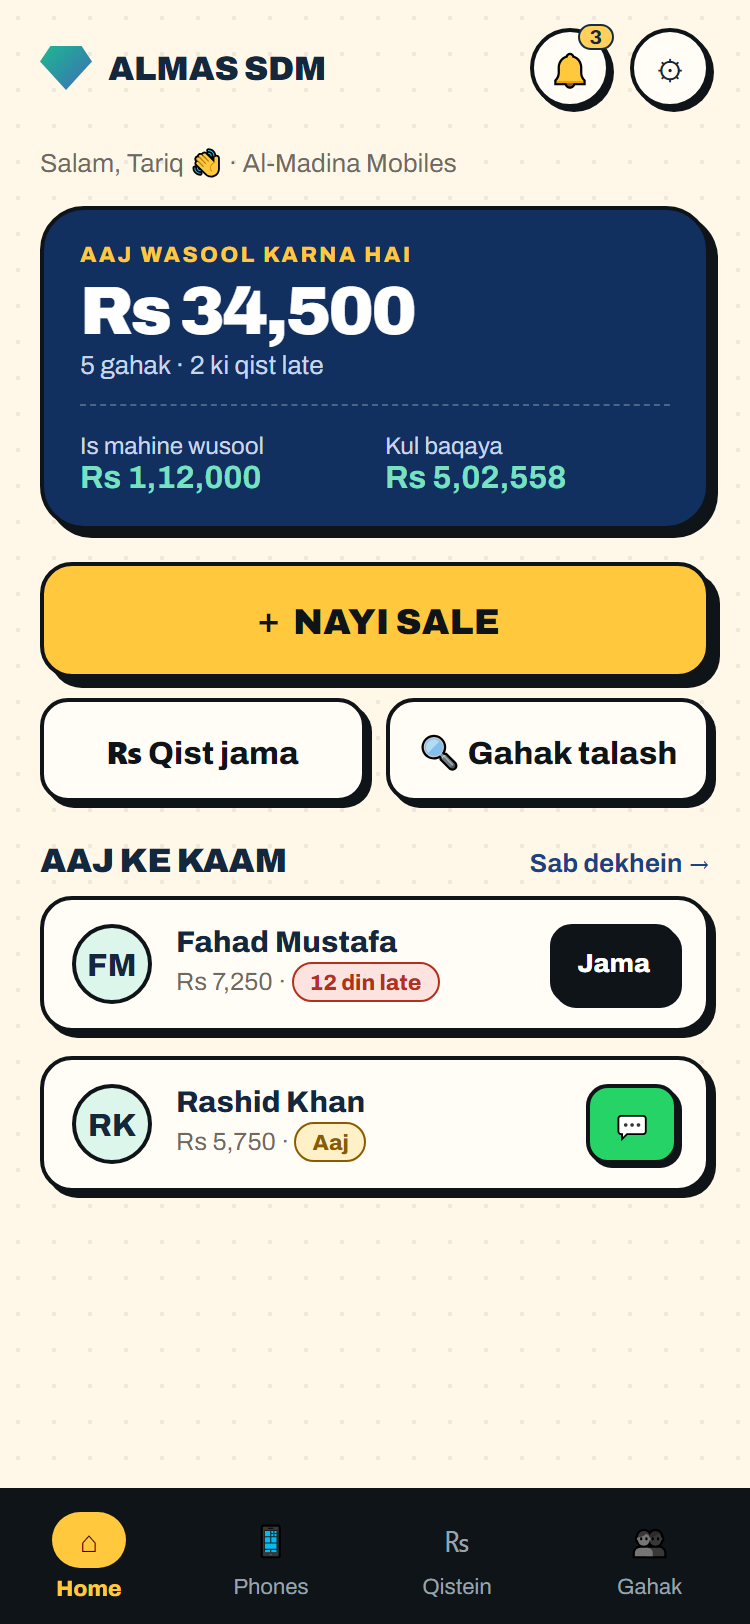 ALMAS SDM
3
Salam, Tariq 👋 · Al-Madina Mobiles
AAJ WASOOL KARNA HAI
Rs 34,500
5 gahak · 2 ki qist late
Is mahine wusool
Kul baqaya
Rs 1,12,000
Rs 5,02,558
+ NAYI SALE
₨ Qist jama
🔍 Gahak talash
AAJ KE KAAM
Sab dekhein →
FM
Fahad Mustafa
Rs 7,250 · 12 din late
Jama
RK
Rashid Khan
Rs 5,750 · Aaj
₨
Home
Phones
Qistein
Gahak